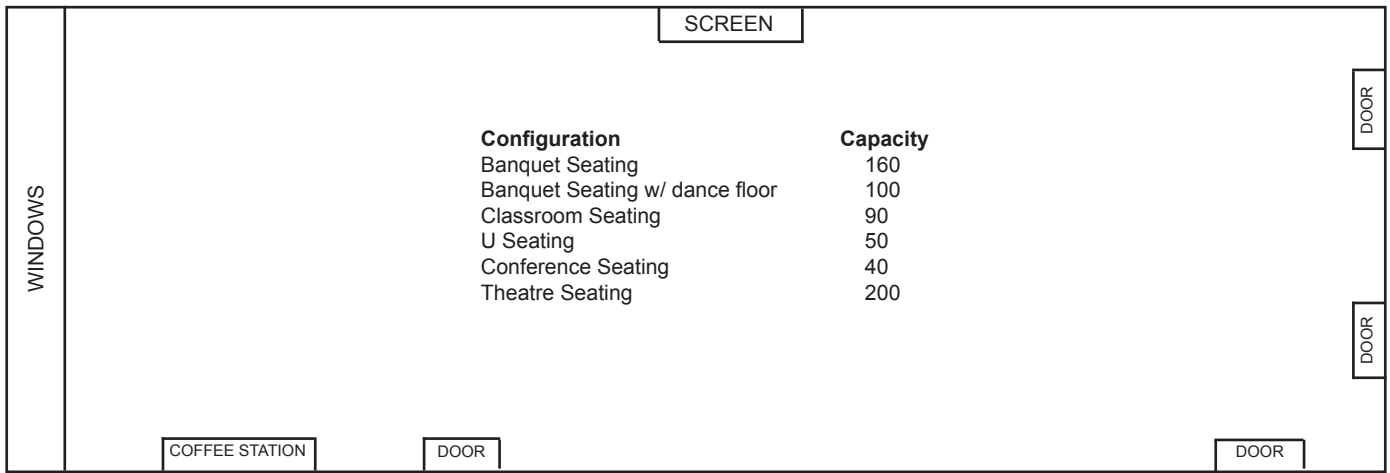 SCREEN
DOOR
Configuration Capacity
Banquet Seating 160
Banquet Seating w/ dance floor 100
Classroom Seating 90
U Seating 50
Conference Seating 40
Theatre Seating 200
WINDOWS
DOOR
COFFEE STATION
DOOR
DOOR